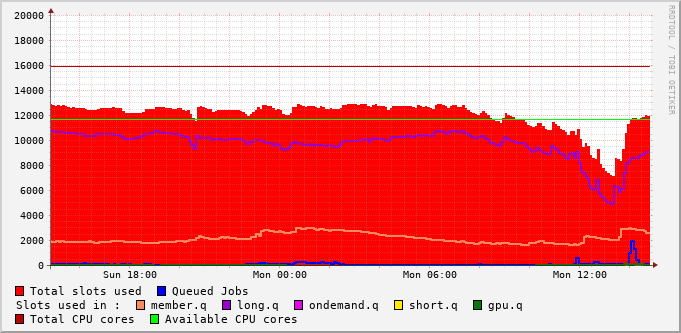 RRDTOOL / TOBI OETIKER
20000
18000
16000
14000
12000
10000
8000
6000
4000
2000
0
Sun 18:00 Mon 00:00 Mon 06:00 Mon 12:00
Total slots used Queued Jobs
Slots used in : member.q long.q ondemand.q short.q gpu.q
Total CPU cores Available CPU cores